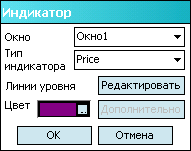 Индикатор
Окно Окно1
Тип индикатора Price
Линии уровня Редактировать
Цвет ... Дополнительно
OK Отмена